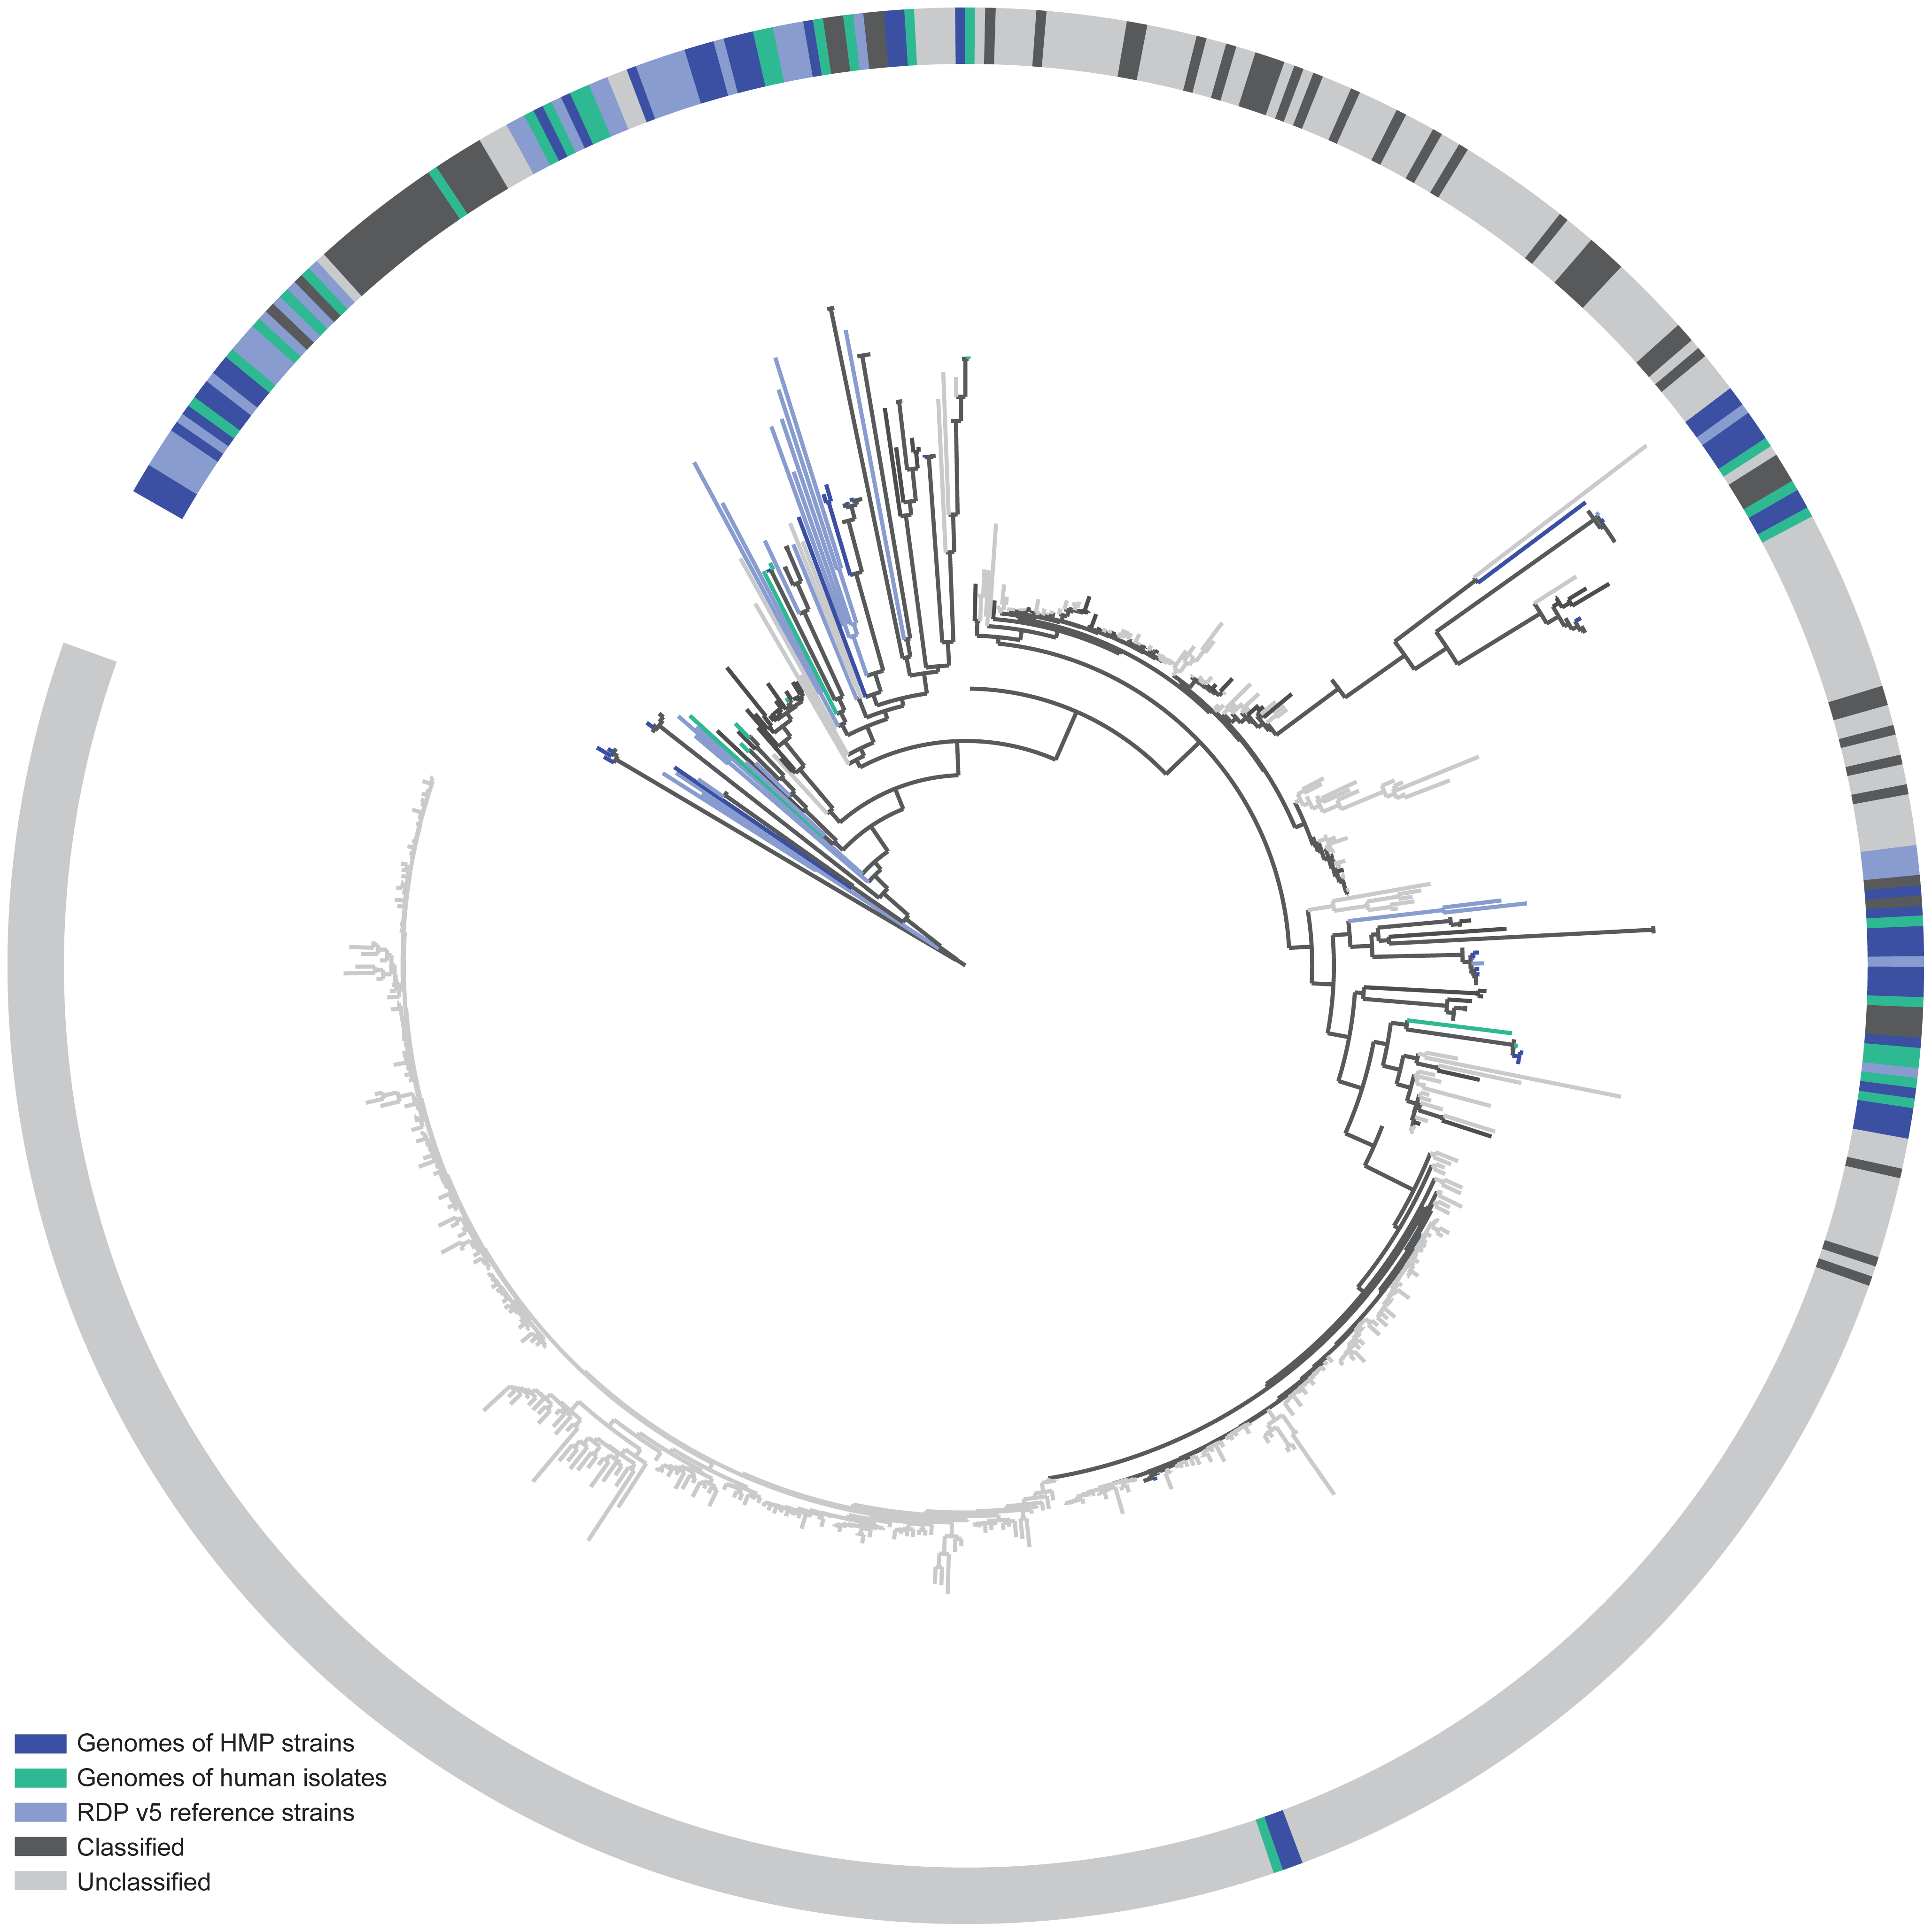 Genomes of HMP strains
Genomes of human isolates
RDP v5 reference strains
Classified
Unclassified